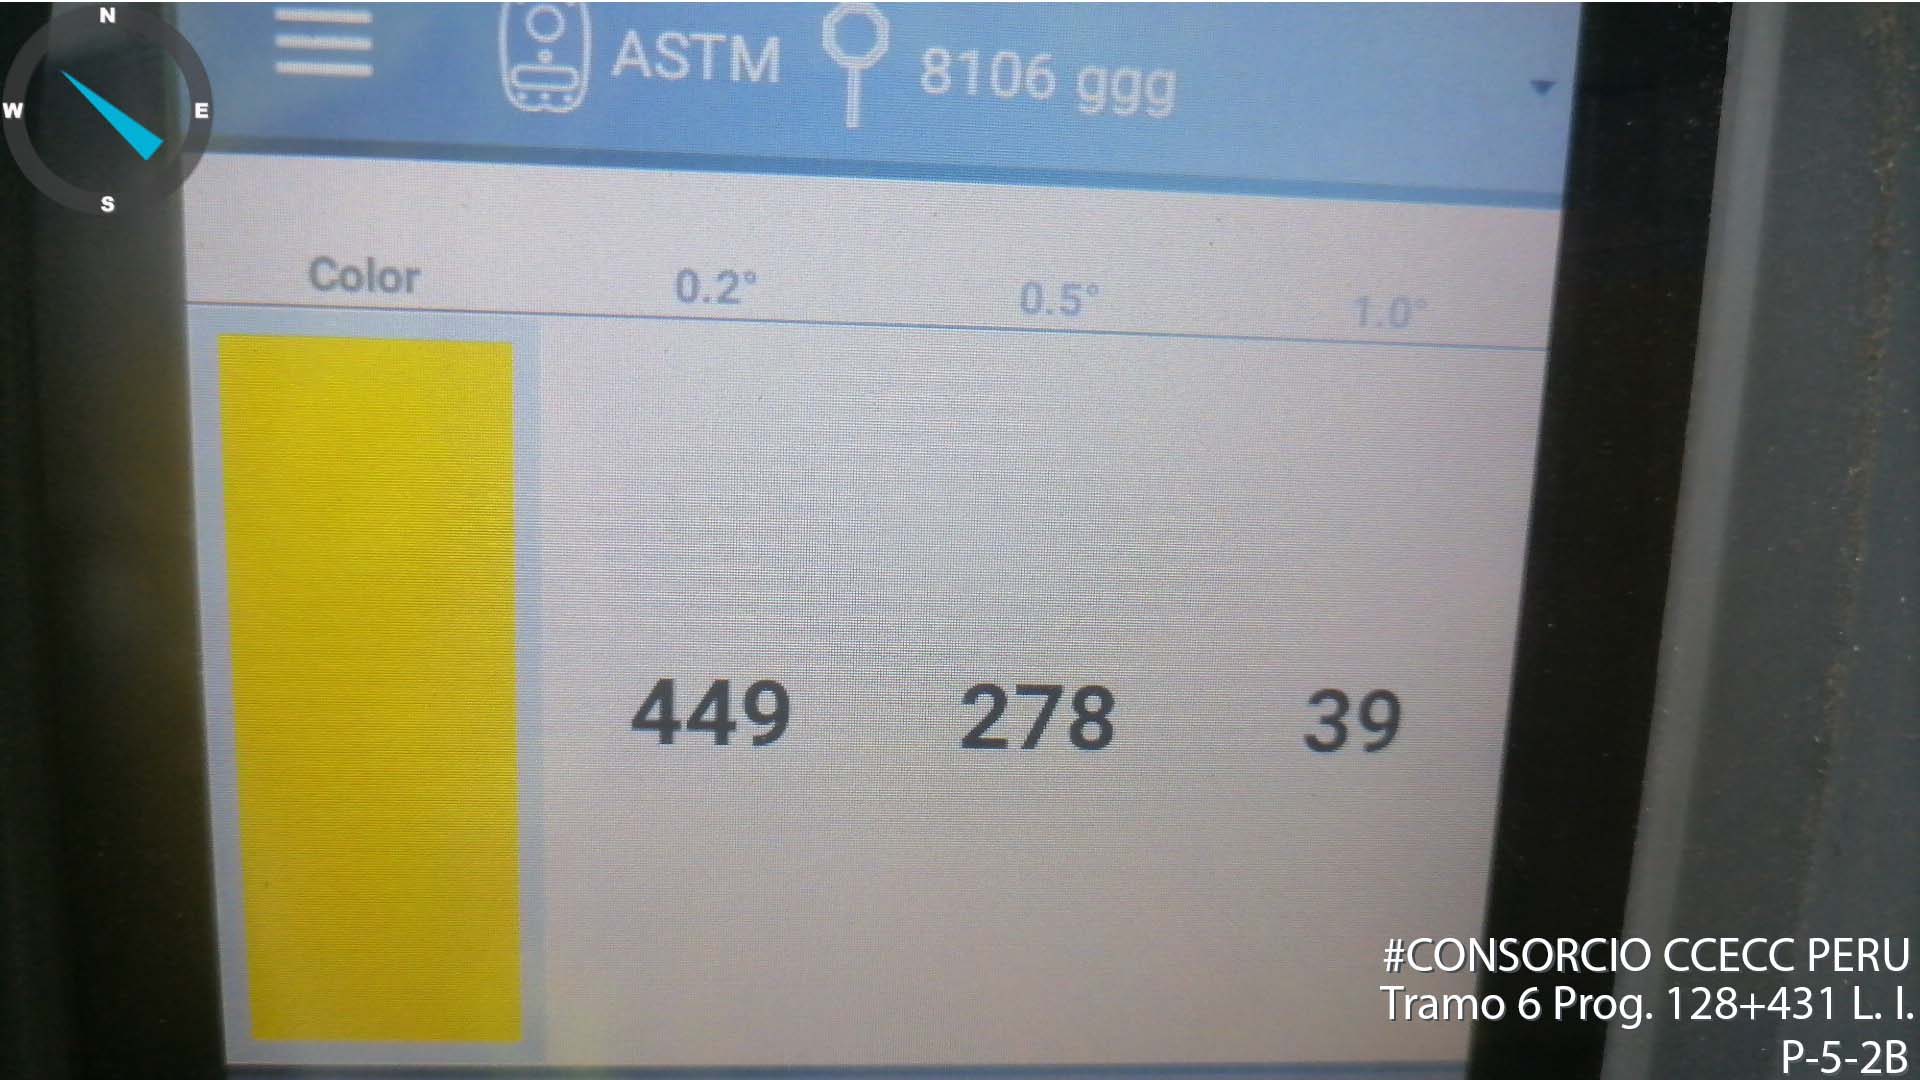 N
W
E
S
ASTM
8106 ggg
Color 0.2° 0.5° 1.0°
449 278 39
#CONSORCIO CCECC PERU
Tramo 6 Prog. 128+431 L. I.
P-5-2B